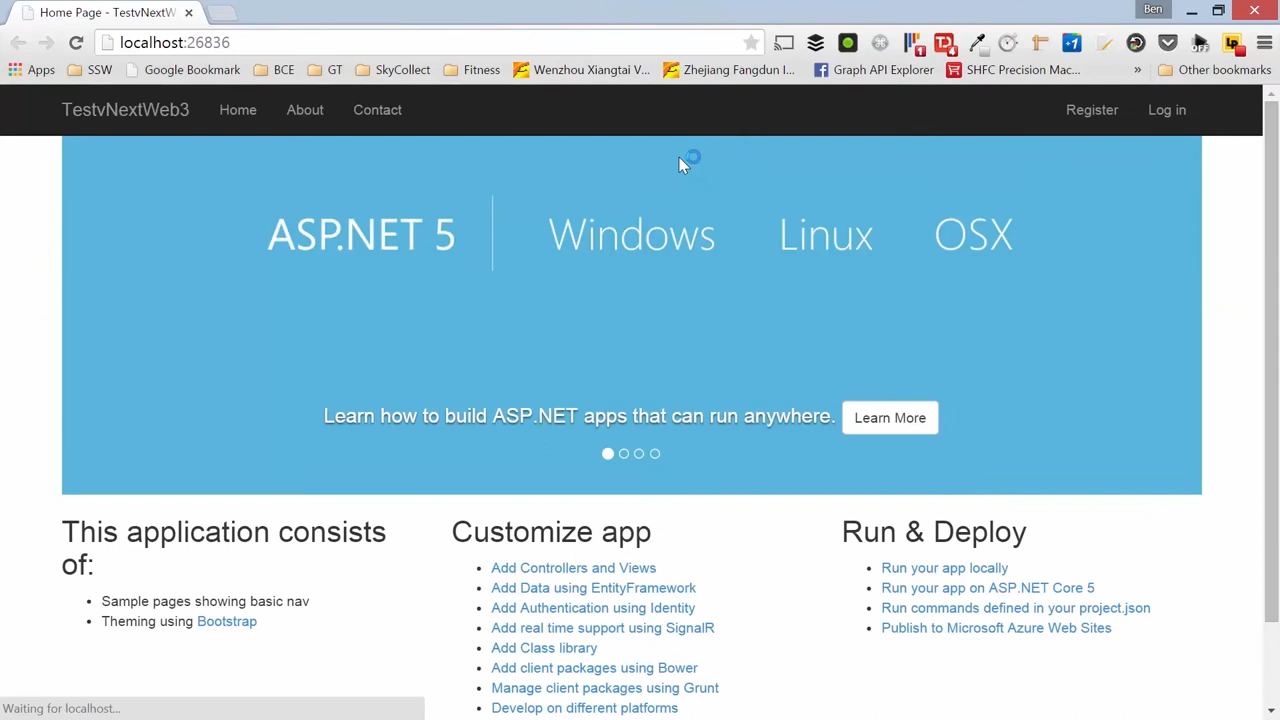 Home Page - TestvNextW
Ben
localhost:26836
1
4
+1
OFF
LP
Apps
SSW
Google Bookmark
BCE
GT
SkyCollect
Fitness
Wenzhou Xiangtai V...
Zhejiang Fangdun I...
Graph API Explorer
SHFC Precision Mac...
»
Other bookmarks
TestvNextWeb3
Home
About
Contact
Register
Log in
ASP.NET 5
Windows
Linux
OSX
Learn how to build ASP.NET apps that can run anywhere.
Learn More
This application consists
of:
Sample pages showing basic nav
Theming using Bootstrap
Customize app
Add Controllers and Views
Add Data using EntityFramework
Add Authentication using Identity
Add real time support using SignalR
Add Class library
Add client packages using Bower
Manage client packages using Grunt
Develop on different platforms
Run & Deploy
Run your app locally
Run your app on ASP.NET Core 5
Run commands defined in your project.json
Publish to Microsoft Azure Web Sites
Waiting for localhost...